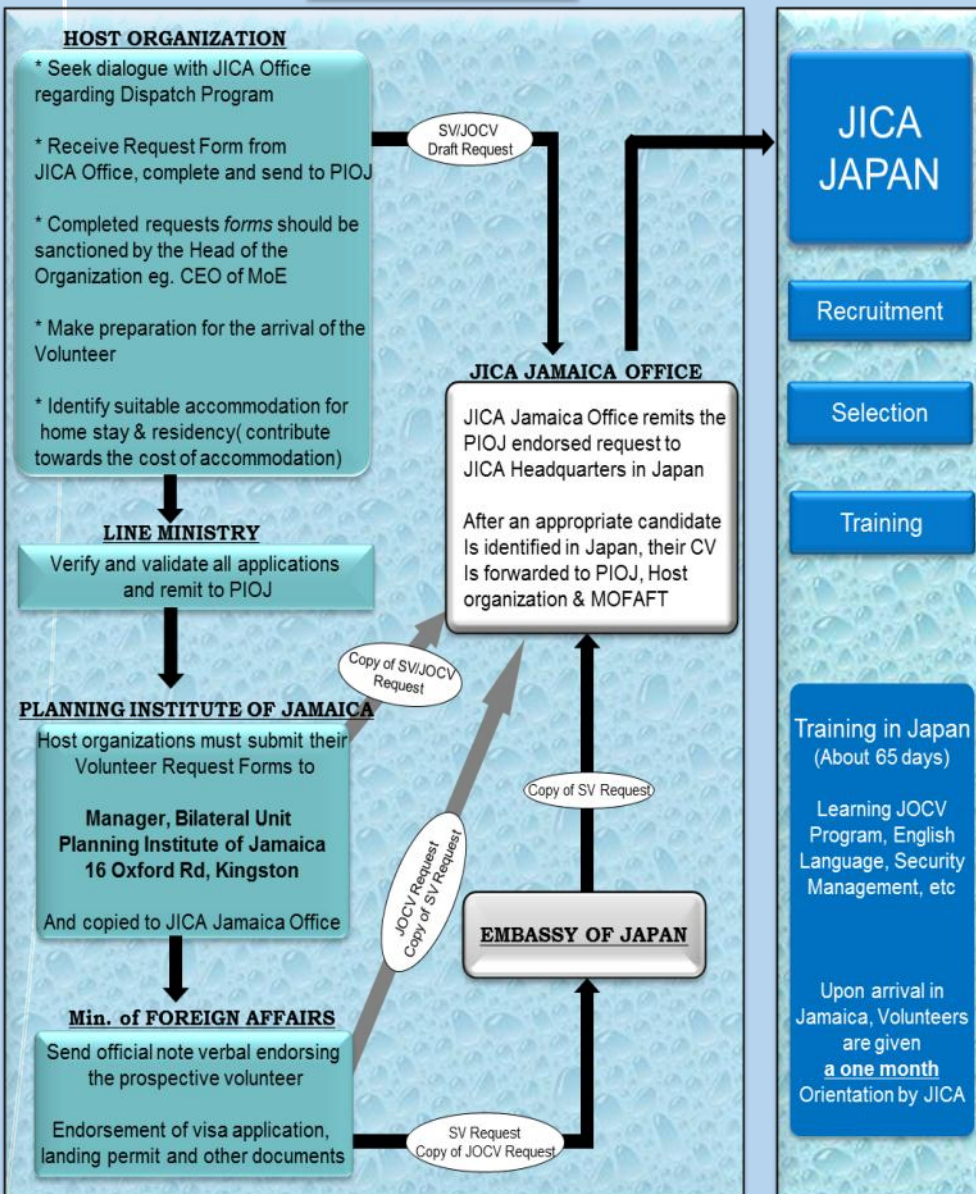 HOST ORGANIZATION
* Seek dialogue with JICA Office
regarding Dispatch Program
* Receive Request Form from
JICA Office, complete and send to PIOJ
* Completed requests forms should be
sanctioned by the Head of the
Organization eg. CEO of MoE
* Make preparation for the arrival of the
Volunteer
* Identify suitable accommodation for
home stay & residency( contribute
towards the cost of accommodation)
SV/JOCV
Draft Request
LINE MINISTRY
Verify and validate all applications
and remit to PIOJ
JICA JAMAICA OFFICE
JICA Jamaica Office remits the
PIOJ endorsed request to
JICA Headquarters in Japan
After an appropriate candidate
Is identified in Japan, their CV
Is forwarded to PIOJ, Host
organization & MOFAFT
Copy of SV/JOCV
Request
PLANNING INSTITUTE OF JAMAICA
Host organizations must submit their
Volunteer Request Forms to
Manager, Bilateral Unit
Planning Institute of Jamaica
16 Oxford Rd, Kingston
And copied to JICA Jamaica Office
JOCV Request
Copy of SV Request
Copy of SV Request
EMBASSY OF JAPAN
Min. of FOREIGN AFFAIRS
Send official note verbal endorsing
the prospective volunteer
Endorsement of visa application,
landing permit and other documents
SV Request
Copy of JOCV Request
JICA
JAPAN
Recruitment
Selection
Training
Training in Japan
(About 65 days)
Learning JOCV
Program, English
Language, Security
Management, etc
Upon arrival in
Jamaica, Volunteers
are given
a one month
Orientation by JICA